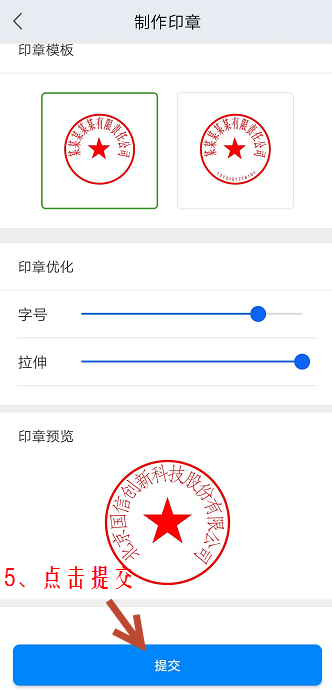 制作印章
印章模板
某某某某某有限责任公司
某某某某某有限责任公司
印章优化
字号
拉伸
印章预览
北京国信创新科技股份有限公司
5、点击提交
提交